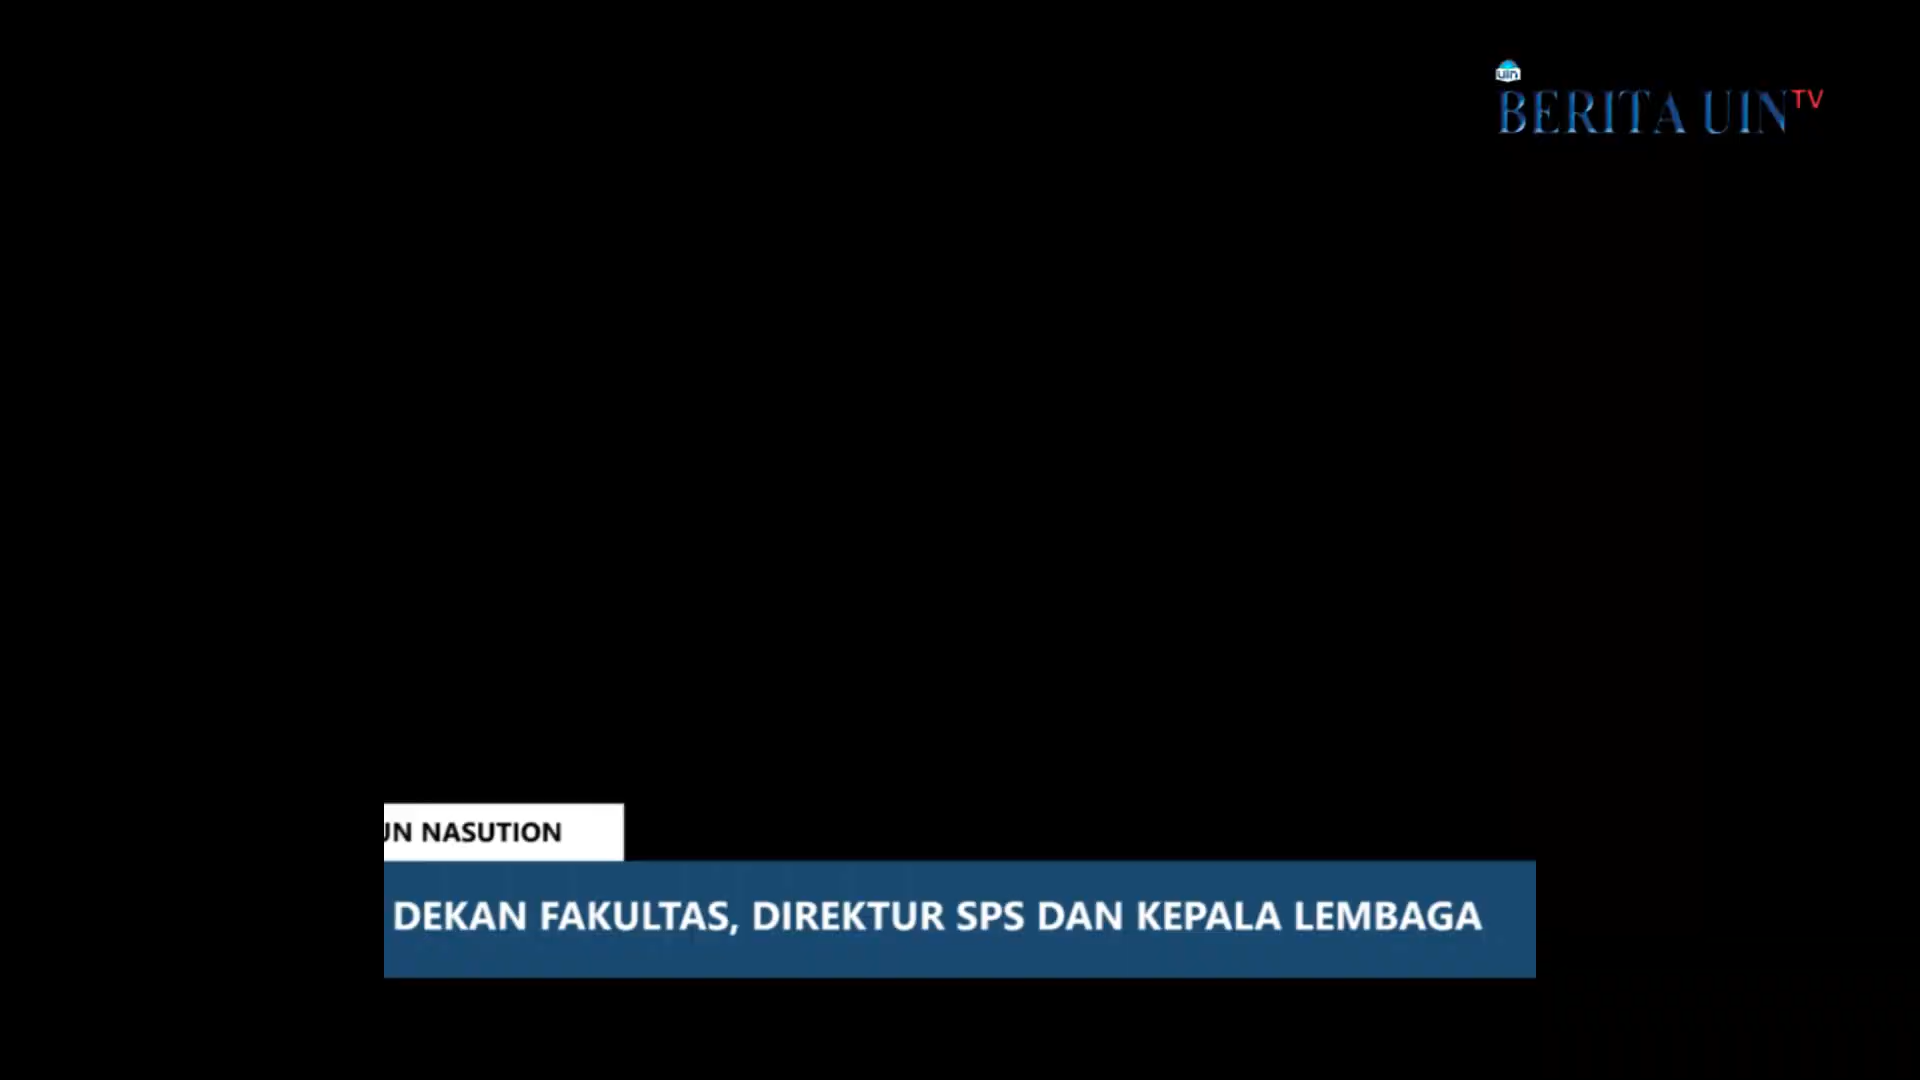 uin
BERITA UIN TV
UN NASUTION
DEKAN FAKULTAS, DIREKTUR SPS DAN KEPALA LEMBAGA